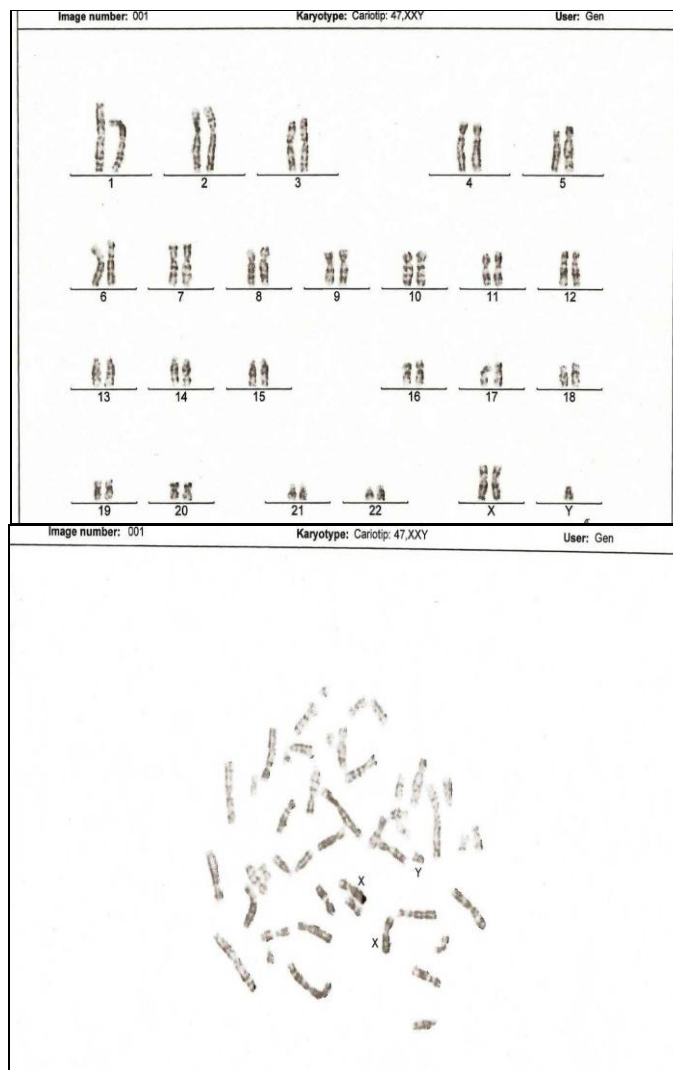 Image number: 001 Karyotype: Cariotip: 47,XXY User: Gen
1 2 3 4 5
6 7 8 9 10 11 12
13 14 15 16 17 18
19 20 21 22 X Y
Image number: 001 Karyotype: Cariotip: 47,XXY User: Gen
Y
X
X